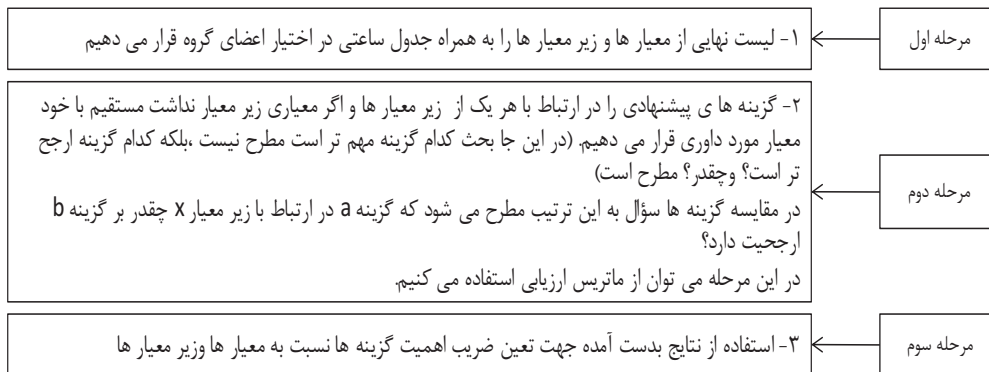 مرحله اول
۱- لیست نهایی از معیار ها و زیر معیار ها را به همراه جدول ساعتی در اختیار اعضای گروه قرار می دهیم
مرحله دوم
۲- گزینه ها ی پیشنهادی را در ارتباط با هر یک از زیر معیار ها و اگر معیاری زیر معیار نداشت مستقیم با خود
معیار مورد داوری قرار می دهیم. (در این جا بحث کدام گزینه مهم تر است مطرح نیست ،بلکه کدام گزینه ارجح
تر است؟ وچقدر؟ مطرح است)
در مقایسه گزینه ها سؤال به این ترتیب مطرح می شود که گزینه a در ارتباط با زیر معیار x چقدر بر گزینه b
ارجحیت دارد؟
در این مرحله می توان از ماتریس ارزیابی استفاده می کنیم.
مرحله سوم
۳- استفاده از نتایج بدست آمده جهت تعین ضریب اهمیت گزینه ها نسبت به معیار ها وزیر معیار ها